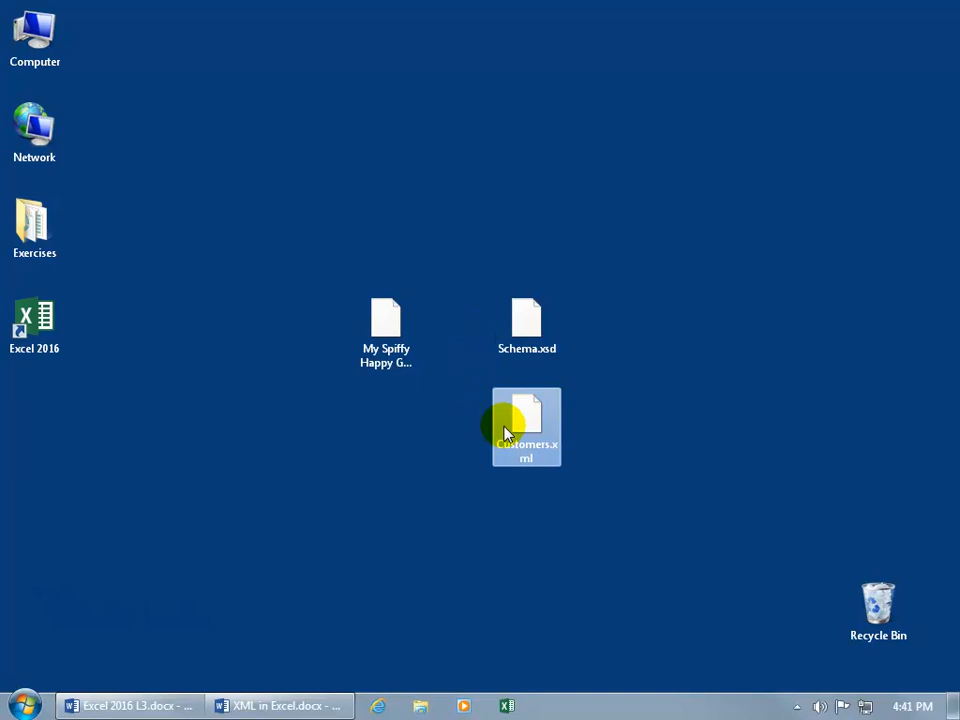 Computer
Network
Exercises
Excel 2016
My Spiffy
Happy G...
Schema.xsd
Customers.x
ml
Recycle Bin
Excel 2016 L3.docx - ...
XML in Excel.docx - ...
4:41 PM